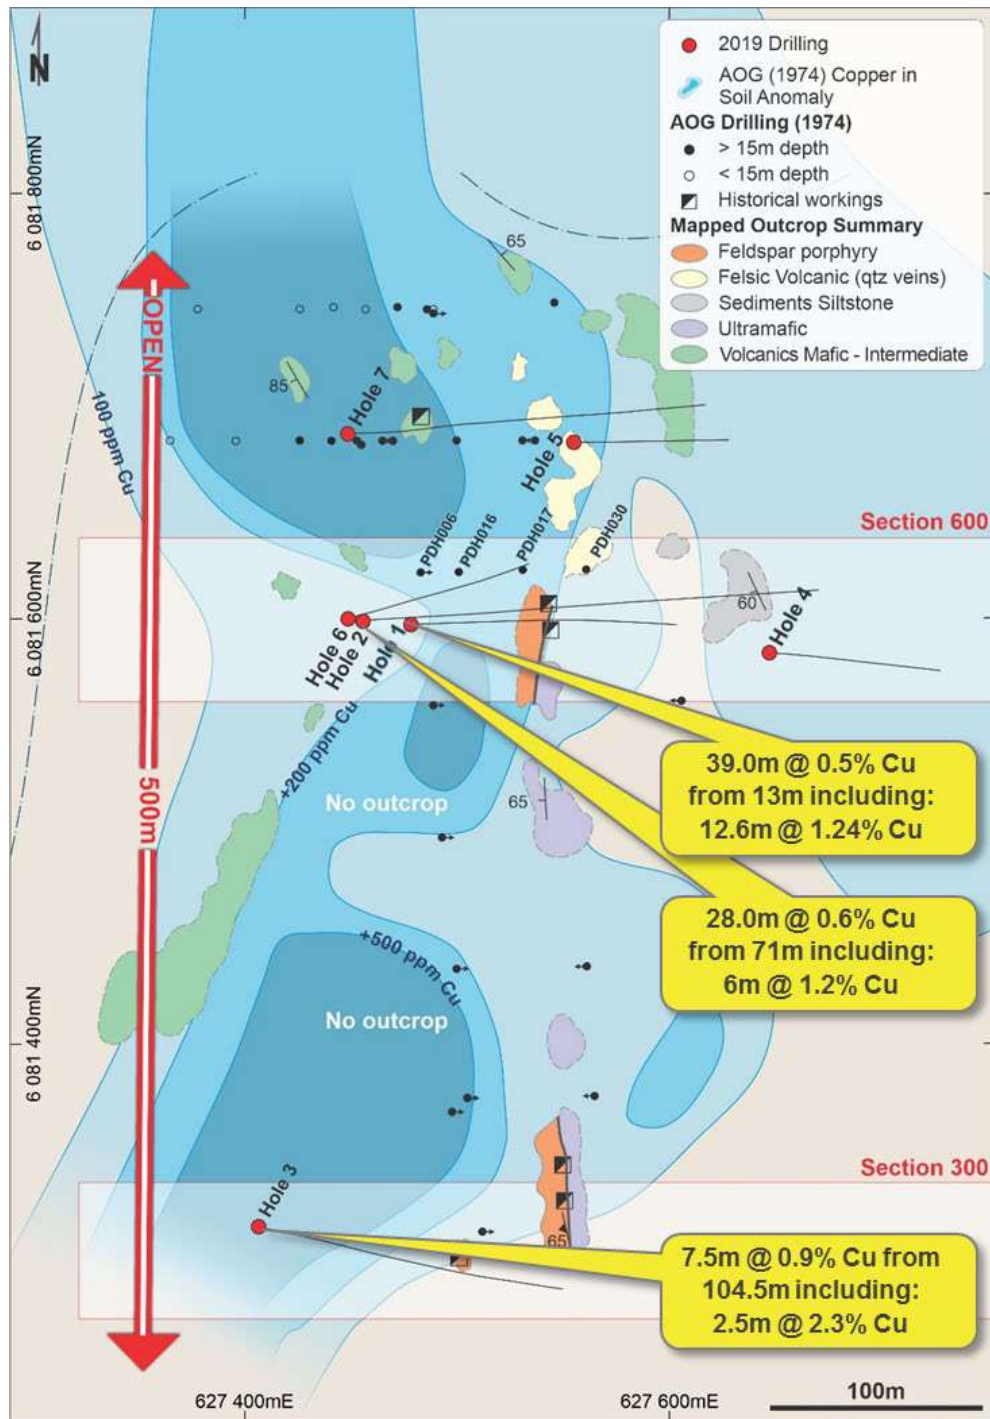 N
2019 Drilling
AOG (1974) Copper in
Soil Anomaly
AOG Drilling (1974)
> 15m depth
< 15m depth
Historical workings
Mapped Outcrop Summary
Feldspar porphyry
Felsic Volcanic (qtz veins)
Sediments Siltstone
Ultramafic
Volcanics Mafic - Intermediate
6 081 800mN
65
OPEN
85
Hole 7
100 ppm Cu
Hole 5
Section 600
PDH006
PDH016
PDH017
PDH030
6 081 600mN
60
Hole 4
Hole 6
Hole 2
Hole 1
+200 ppm Cu
39.0m @ 0.5% Cu
from 13m including:
12.6m @ 1.24% Cu
500m
No outcrop
65
28.0m @ 0.6% Cu
from 71m including:
6m @ 1.2% Cu
+500 ppm Cu
No outcrop
6 081 400mN
Section 300
Hole 3
65
7.5m @ 0.9% Cu from
104.5m including:
2.5m @ 2.3% Cu
627 400mE
627 600mE
100m